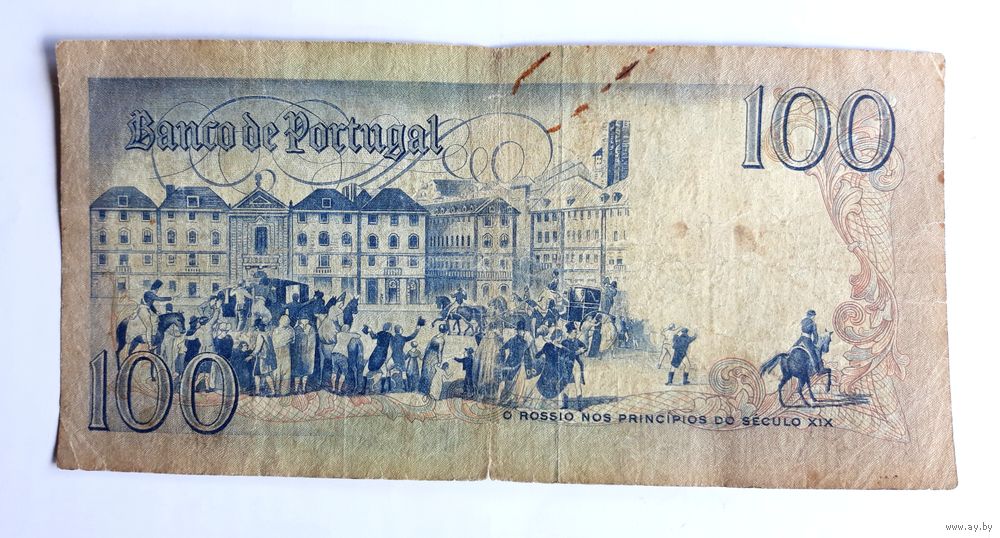 Banco de Portugal
100
100
O ROSSIO NOS PRINCÍPIOS DO SÉCULO XIX
www.ay.by